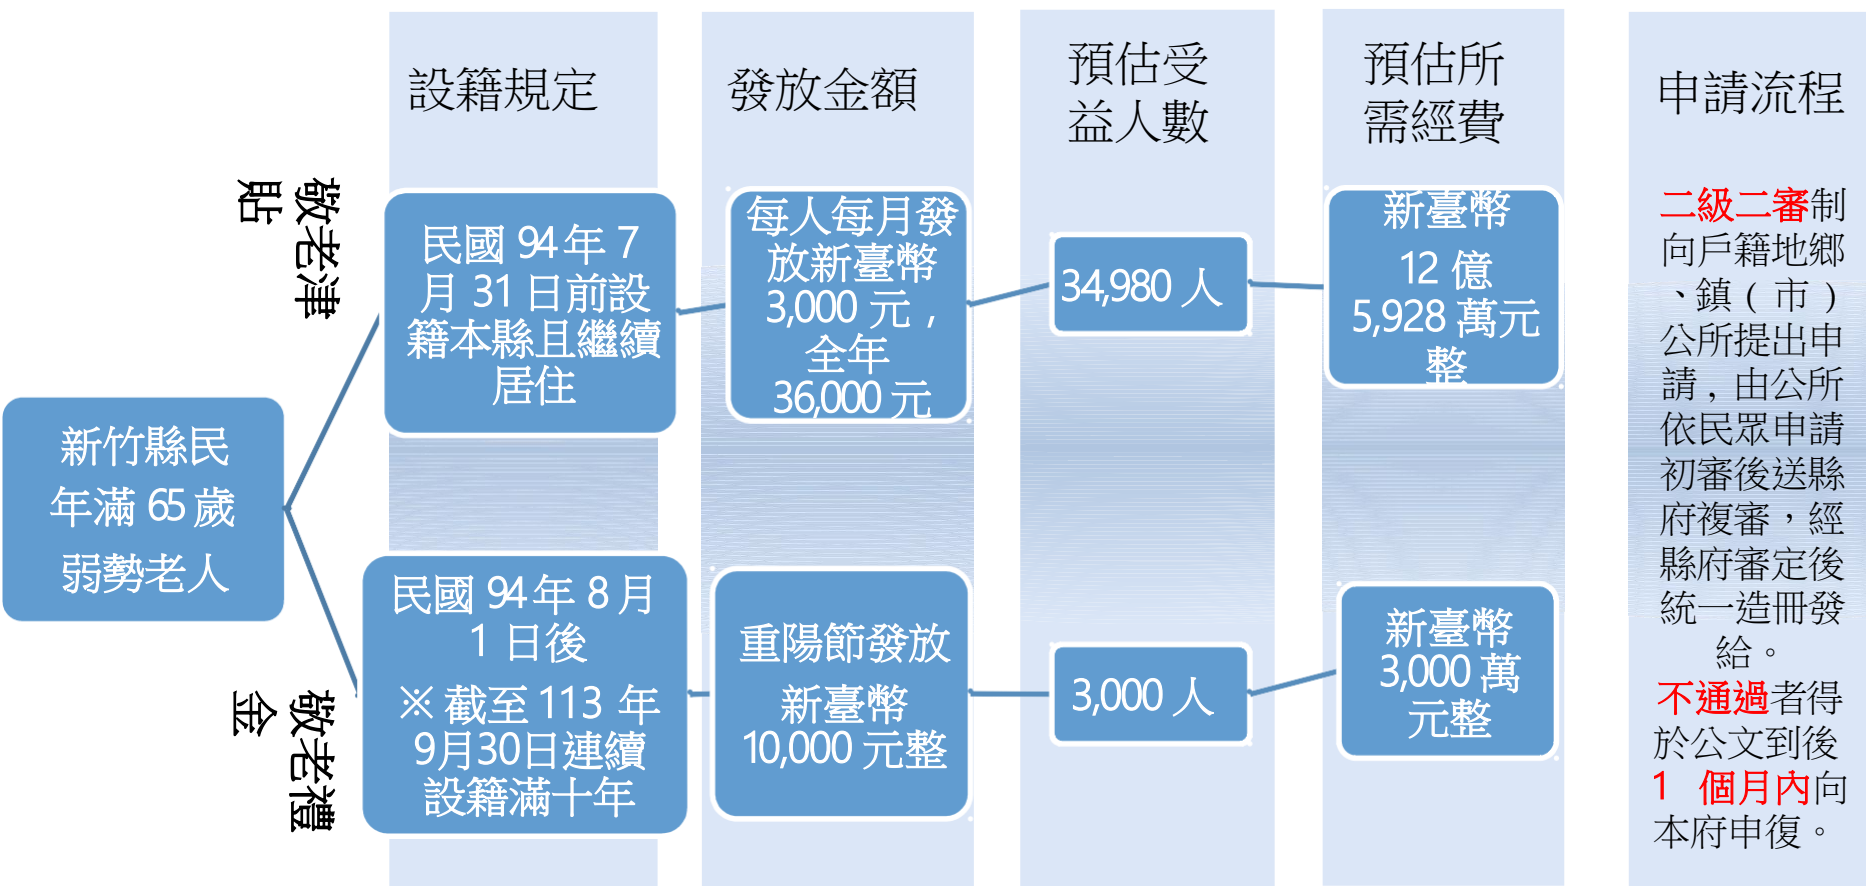 設籍規定
發放金額
預估受
益人數
預估所
需經費
申請流程
新竹縣民
年滿 65 歲
弱勢老人
敬老津
貼
民國 94 年 7
月 31 日前設
籍本縣且繼續
居住
每人每月發
放新臺幣
3,000 元，
全年
36,000 元
34,980 人
新臺幣
12 億
5,928 萬元
整
敬老禮
金
民國 94 年 8 月
1 日後
※ 截至 113 年
9月30日連續
設籍滿十年
重陽節發放
新臺幣
10,000 元整
3,000 人
新臺幣
3,000 萬
元整
二級二審制
向戶籍地鄉
、鎮（市）
公所提出申
請，由公所
依民眾申請
初審後送縣
府複審，經
縣府審定後
統一造冊發
給。
不通過者得
於公文到後
1 個月內向
本府申復。